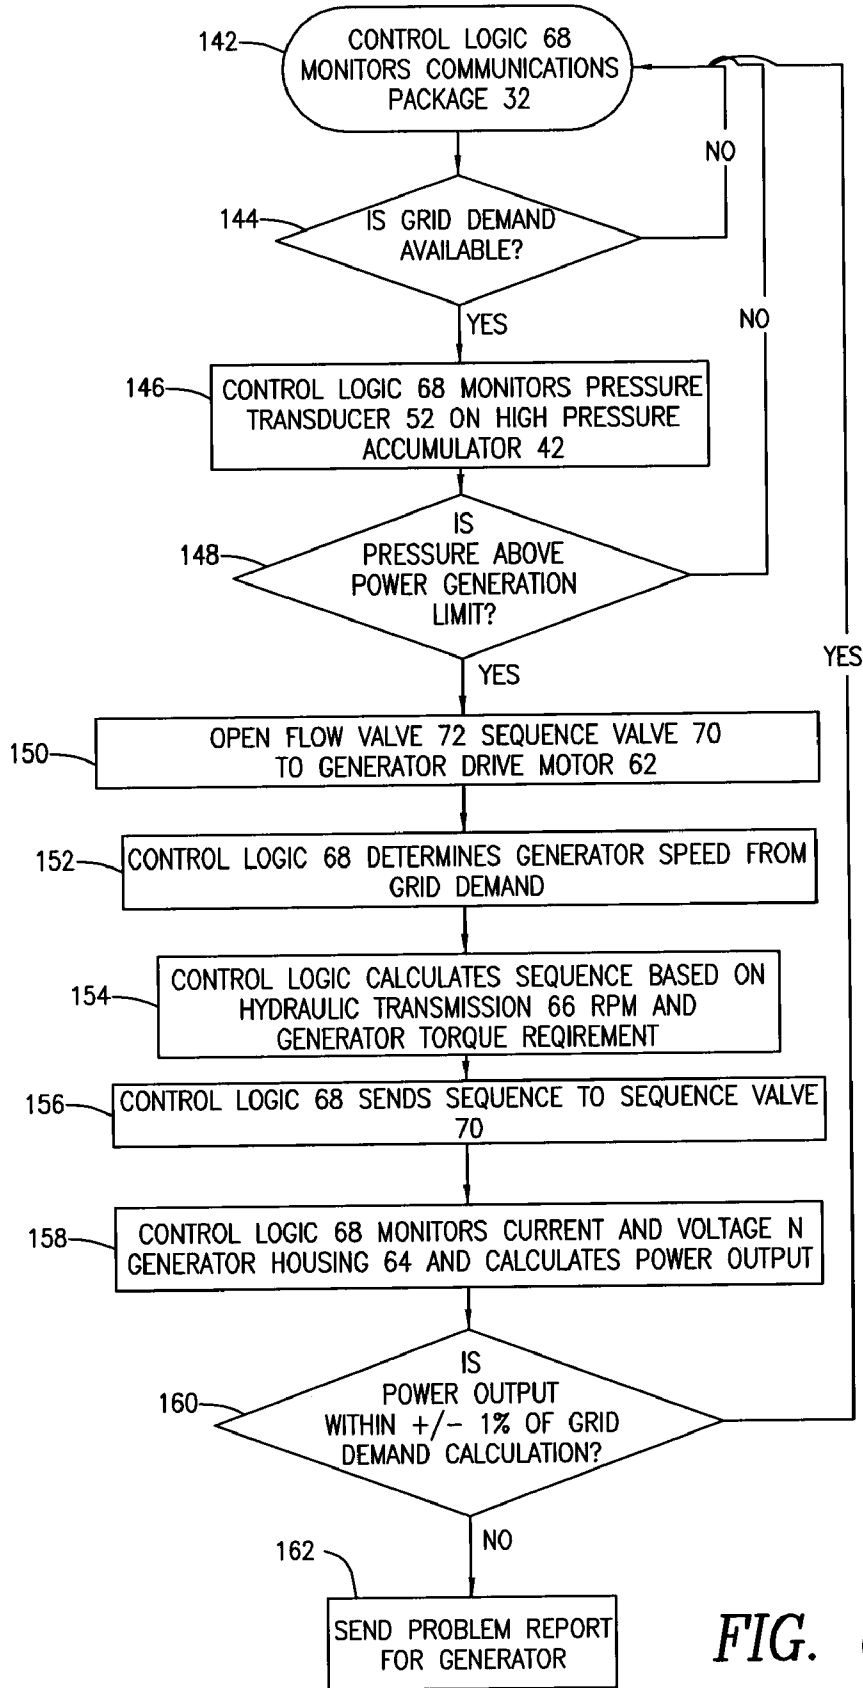 142
CONTROL LOGIC 68
MONITORS COMMUNICATIONS
PACKAGE 32
NO
144
IS GRID DEMAND
AVAILABLE?
YES
NO
146
CONTROL LOGIC 68 MONITORS PRESSURE
TRANSDUCER 52 ON HIGH PRESSURE
ACCUMULATOR 42
148
IS
PRESSURE ABOVE
POWER GENERATION
LIMIT?
YES
YES
150
OPEN FLOW VALVE 72 SEQUENCE VALVE 70
TO GENERATOR DRIVE MOTOR 62
152
CONTROL LOGIC 68 DETERMINES GENERATOR SPEED FROM
GRID DEMAND
154
CONTROL LOGIC CALCULATES SEQUENCE BASED ON
HYDRAULIC TRANSMISSION 66 RPM AND
GENERATOR TORQUE REQIREMENT
156
CONTROL LOGIC 68 SENDS SEQUENCE TO SEQUENCE VALVE
70
158
CONTROL LOGIC 68 MONITORS CURRENT AND VOLTAGE N
GENERATOR HOUSING 64 AND CALCULATES POWER OUTPUT
160
IS
POWER OUTPUT
WITHIN +/- 1% OF GRID
DEMAND CALCULATION?
NO
162
SEND PROBLEM REPORT
FOR GENERATOR
FIG.